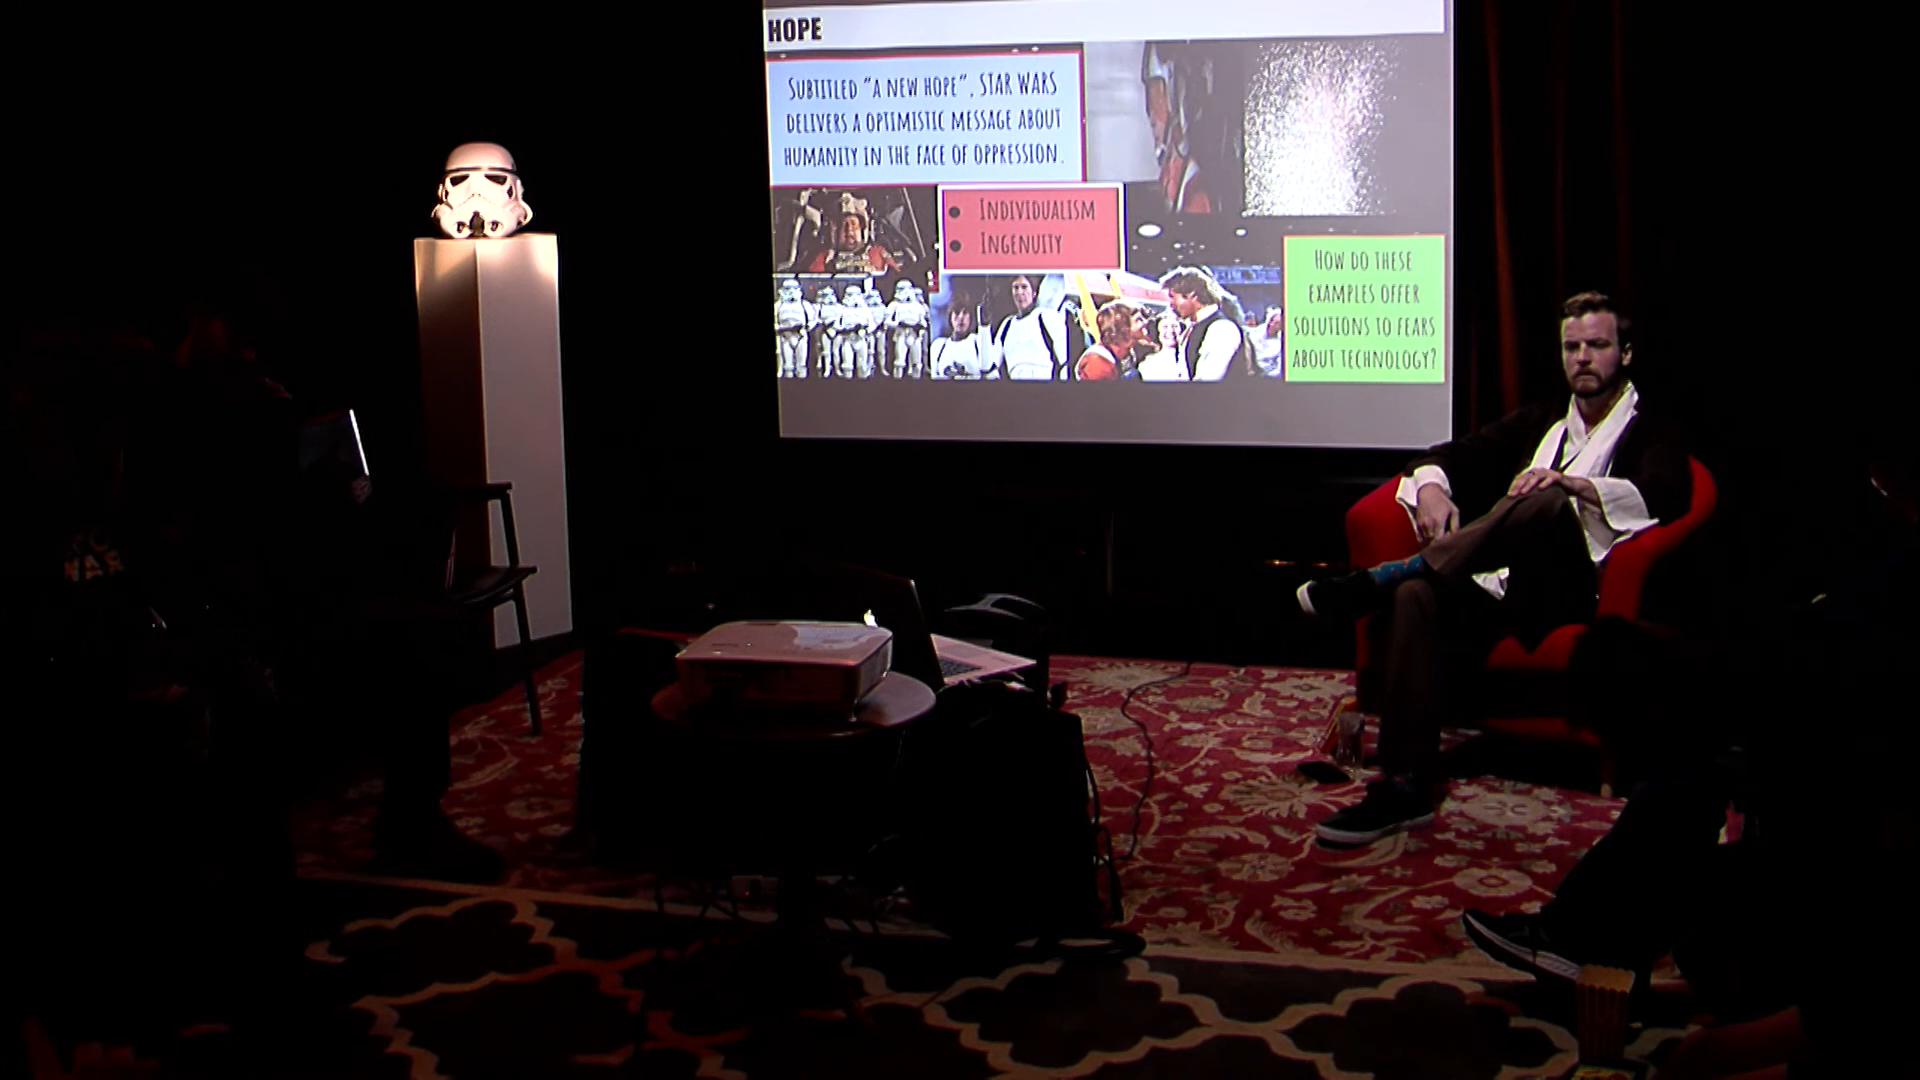 HOPE
SUBTITLED "A NEW HOPE", STAR WARS
DELIVERS A OPTIMISTIC MESSAGE ABOUT
HUMANITY IN THE FACE OF OPPRESSION.
• INDIVIDUALISM
• INGENUITY
HOW DO THESE
EXAMPLES OFFER
SOLUTIONS TO FEARS
ABOUT TECHNOLOGY?